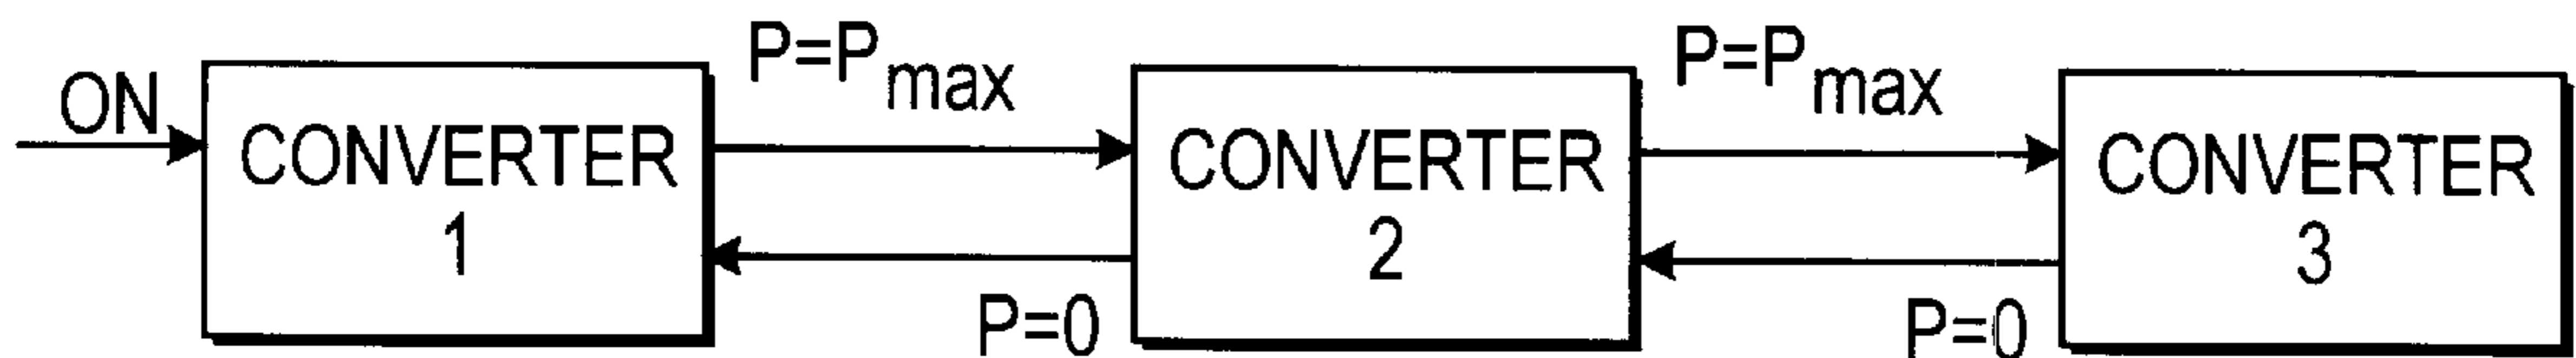 ON
CONVERTER
1
P=Pmax
P=0
CONVERTER
2
P=Pmax
P=0
CONVERTER
3